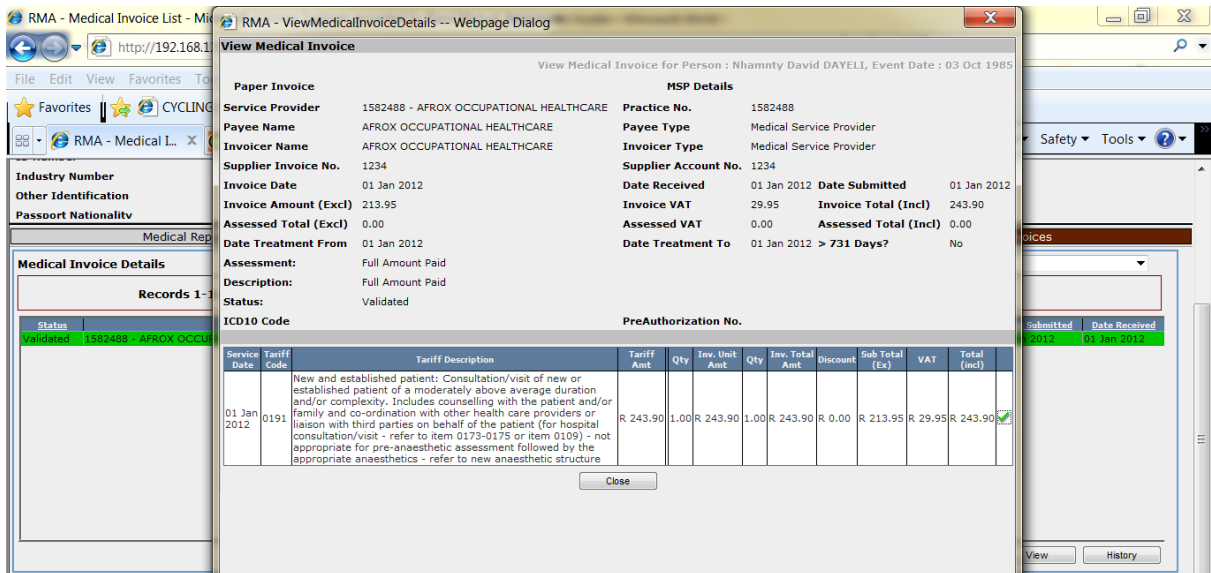 RMA - Medical Invoice List - Mic
RMA - ViewMedicalInvoiceDetails -- Webpage Dialog
http://192.168.1
File Edit View Favorites To
Favorites CYCLING
RMA - Medical I... X
Safety Tools
View Medical Invoice
View Medical Invoice for Person : Nhamnty David DAYELI, Event Date : 03 Oct 1985
Paper Invoice MSP Details
Service Provider 1582488 - AFROX OCCUPATIONAL HEALTHCARE Practice No. 1582488
Payee Name AFROX OCCUPATIONAL HEALTHCARE Payee Type Medical Service Provider
Invoicer Name AFROX OCCUPATIONAL HEALTHCARE Invoicer Type Medical Service Provider
Supplier Invoice No. 1234 Supplier Account No. 1234
Invoice Date 01 Jan 2012 Date Received 01 Jan 2012 Date Submitted 01 Jan 2012
Invoice Amount (Excl) 213.95 Invoice VAT 29.95 Invoice Total (Incl) 243.90
Assessed Total (Excl) 0.00 Assessed VAT 0.00 Assessed Total (Incl) 0.00
Date Treatment From 01 Jan 2012 Date Treatment To 01 Jan 2012 > 731 Days? No
Assessment: Full Amount Paid
Description: Full Amount Paid
Status: Validated
ICD10 Code PreAuthorization No.
Service Date Tariff Code Tariff Description Tariff Amt Qty Inv. Unit Amt Qty Inv. Total Amt Discount Sub Total (Ex) VAT Total (incl)
New and established patient: Consultation/visit of new or
established patient of a moderately above average duration
and/or complexity. Includes counselling with the patient and/or
01 Jan 2012 0191 family and co-ordination with other health care providers or R 243.90 1.00 R 243.90 1.00 R 243.90 R 0.00 R 213.95 R 29.95 R 243.90
liaison with third parties on behalf of the patient (for hospital
consultation/visit - refer to item 0173-0175 or item 0109) - not
appropriate for pre-anaesthetic assessment followed by the
appropriate anaesthetics - refer to new anaesthetic structure
Close
Industry Number
Other Identification
Passport Nationality
Medical Rep
oices
Medical Invoice Details
Records 1-1
Status Submitted Date Received
Validated 1582488 - AFROX OCCUP 2012 01 Jan 2012
View History